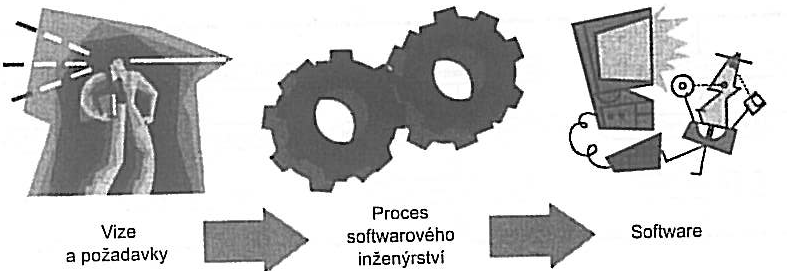 Vize
a požadavky
Proces
softwarového
inženýrství
Software